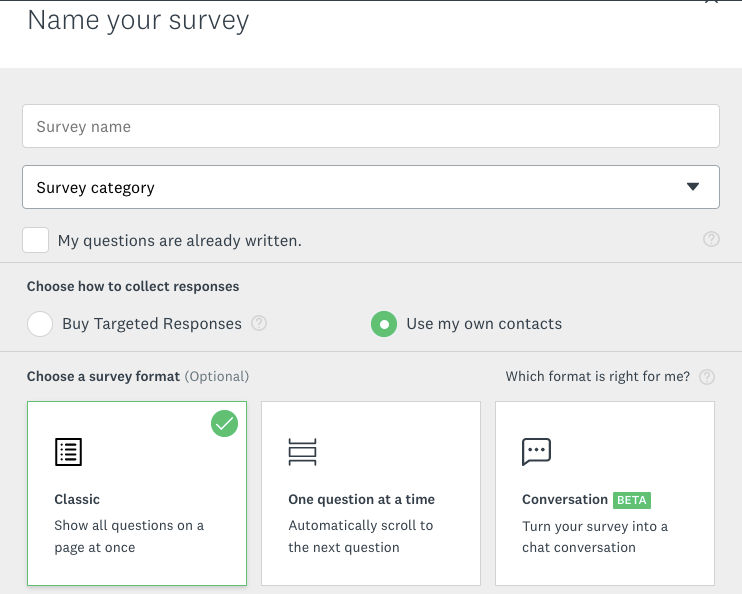 Name your survey
Survey name
Survey category
My questions are already written.
?
Choose how to collect responses
Buy Targeted Responses ?
Use my own contacts
Choose a survey format (Optional)
Which format is right for me? ?
Classic
Show all questions on a
page at once
One question at a time
Automatically scroll to
the next question
Conversation BETA
Turn your survey into a
chat conversation